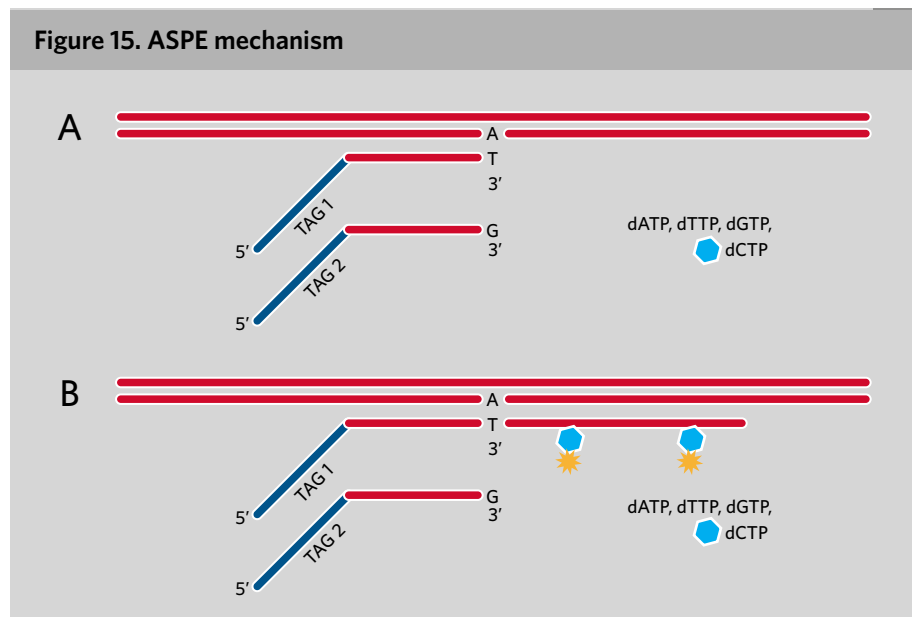 Figure 15. ASPE mechanism
A
A
T
3′
TAG 1
5′
G
3′
TAG 2
5′
dATP, dTTP, dGTP,
dCTP
B
A
T
3′
TAG 1
5′
G
3′
TAG 2
5′
dATP, dTTP, dGTP,
dCTP